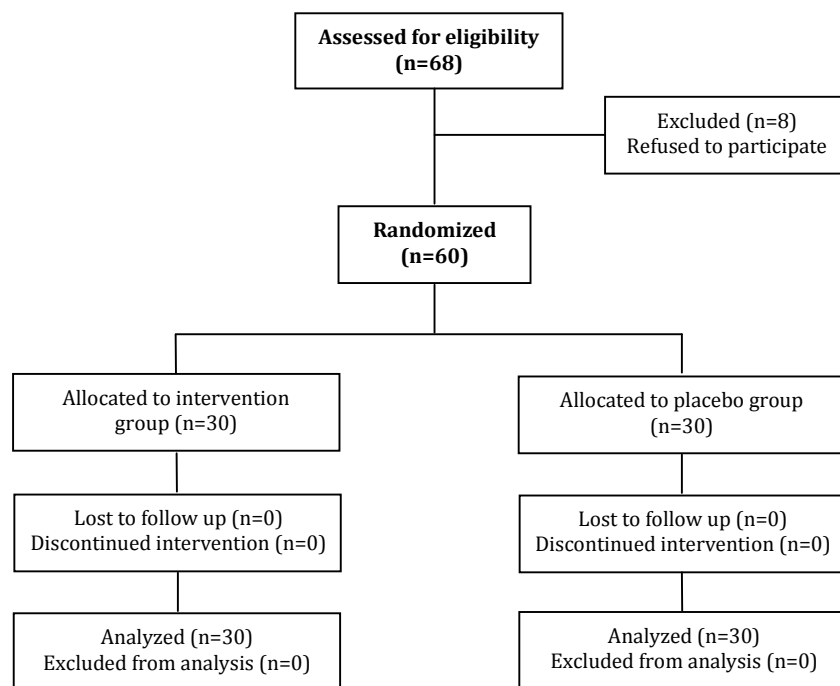 Assessed for eligibility
(n=68)
Excluded (n=8)
Refused to participate
Randomized
(n=60)
Allocated to intervention
group (n=30)
Allocated to placebo group
(n=30)
Lost to follow up (n=0)
Discontinued intervention (n=0)
Lost to follow up (n=0)
Discontinued intervention (n=0)
Analyzed (n=30)
Excluded from analysis (n=0)
Analyzed (n=30)
Excluded from analysis (n=0)